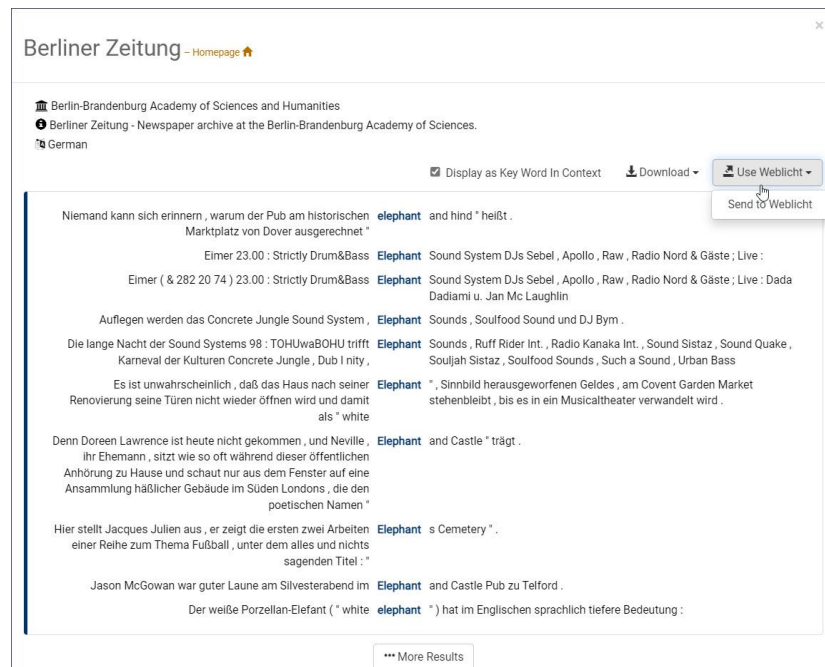 ×
Berliner Zeitung – Homepage
Berlin-Brandenburg Academy of Sciences and Humanities
Berliner Zeitung - Newspaper archive at the Berlin-Brandenburg Academy of Sciences.
German
Display as Key Word In Context Download Use Weblicht
Send to Weblicht
Niemand kann sich erinnern , warum der Pub am historischen elephant and hind " heißt .
Marktplatz von Dover ausgerechnet "
Eimer 23.00 : Strictly Drum&Bass Elephant Sound System DJs Sebel , Apollo , Raw , Radio Nord & Gäste ; Live :
Eimer ( & 282 20 74 ) 23.00 : Strictly Drum&Bass Elephant Sound System DJs Sebel , Apollo , Raw , Radio Nord & Gäste ; Live : Dada
Dadiami u. Jan Mc Laughlin
Auflegen werden das Concrete Jungle Sound System , Elephant Sounds , Soulfood Sound und DJ Bym .
Die lange Nacht der Sound Systems 98 : TOHUwaBOHU trifft Elephant Sounds , Ruff Rider Int. , Radio Kanaka Int. , Sound Sistaz , Sound Quake ,
Karneval der Kulturen Concrete Jungle , Dub I nity , Souljah Sistaz , Soulfood Sounds , Such a Sound , Urban Bass
Es ist unwahrscheinlich , daß das Haus nach seiner Elephant " , Sinnbild herausgeworfenen Geldes , am Covent Garden Market
Renovierung seine Türen nicht wieder öffnen wird und damit stehenbleibt , bis es in ein Musicaltheater verwandelt wird .
als " white
Denn Doreen Lawrence ist heute nicht gekommen , und Neville , Elephant and Castle " trägt .
ihr Ehemann , sitzt wie so oft während dieser öffentlichen
Anhörung zu Hause und schaut nur aus dem Fenster auf eine
Ansammlung häßlicher Gebäude im Süden Londons , die den
poetischen Namen "
Hier stellt Jacques Julien aus , er zeigt die ersten zwei Arbeiten Elephant s Cemetery " .
einer Reihe zum Thema Fußball , unter dem alles und nichts
sagenden Titel : "
Jason McGowan war guter Laune am Silvesterabend im Elephant and Castle Pub zu Telford .
Der weiße Porzellan-Elefant ( " white elephant " ) hat im Englischen sprachlich tiefere Bedeutung :
••• More Results